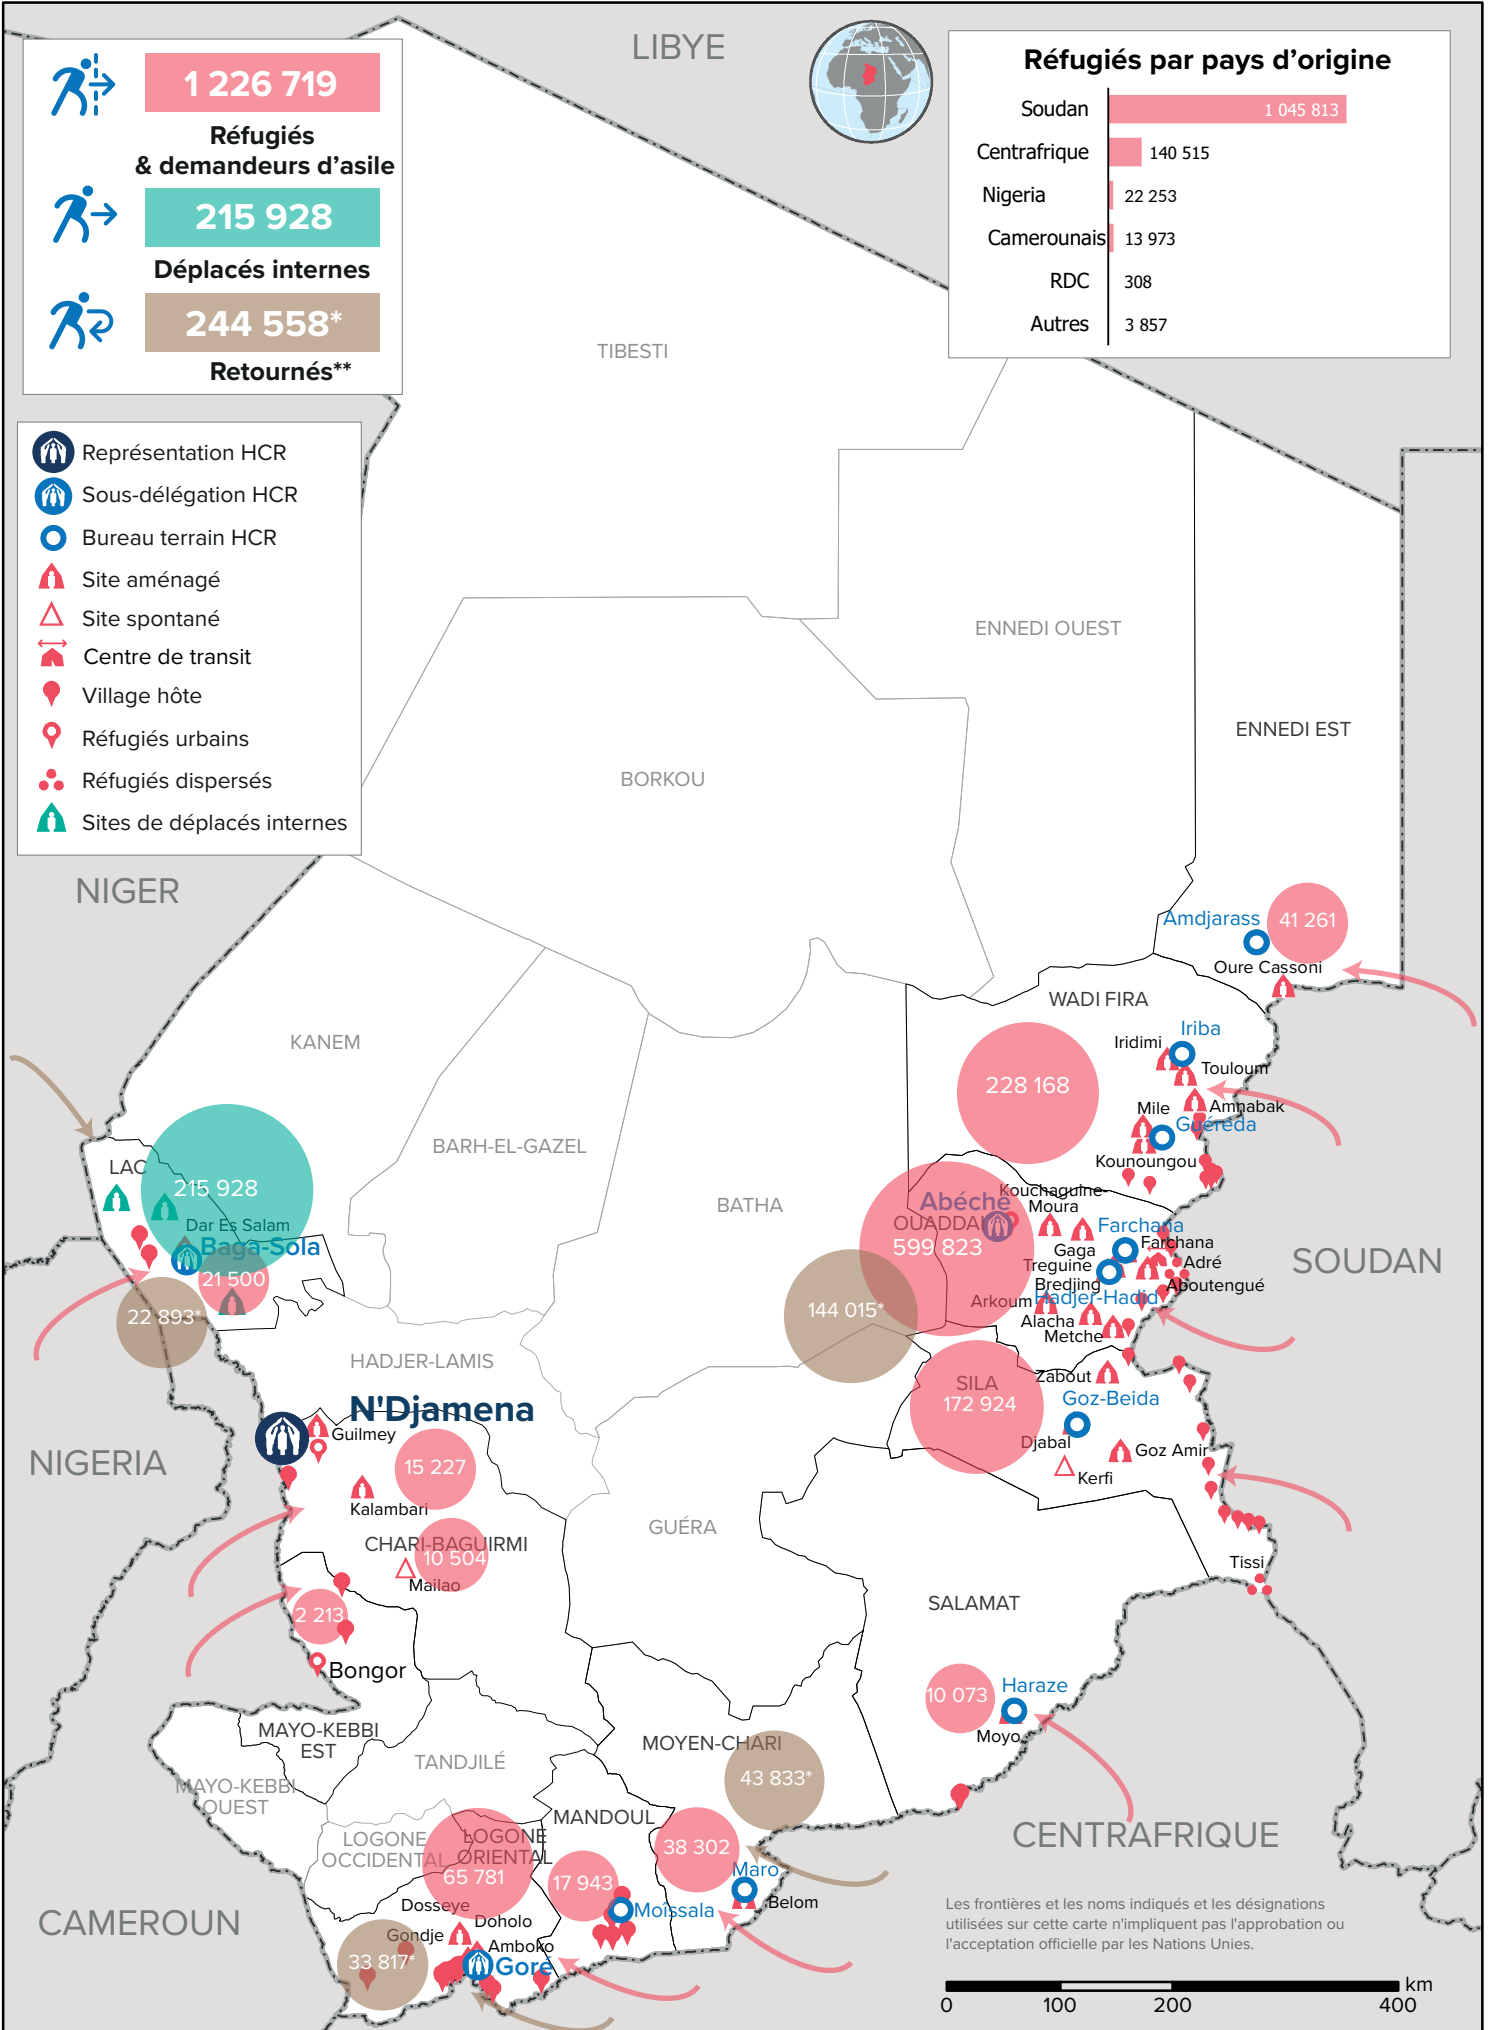 1 226 719
Réfugiés
& demandeurs d'asile
215 928
Déplacés internes
244 558*
Retournés**
Représentation HCR
Sous-délégation HCR
Bureau terrain HCR
Site aménagé
Site spontané
Centre de transit
Village hôte
Réfugiés urbains
Réfugiés dispersés
Sites de déplacés internes
Réfugiés par pays d'origine
Soudan 1 045 813
Centrafrique 140 515
Nigeria 22 253
Camerounais 13 973
RDC 308
Autres 3 857
LIBYE
TIBESTI
ENNEDI OUEST
ENNEDI EST
BORKOU
NIGER
Amdjarass
41 261
Oure Cassoni
WADI FIRA
KANEM
Iriba
Iridimi
Touloum
228 168
Amnabak
Mile
Guéréda
Kounoungou
BARH-EL-GAZEL
LAC
215 928
Dar Es Salam
Baga-Sola
21 500
22 893*
BATHA
Kouchaguine-
Moura
Abéché
OUADDAI
599 823
Farchana
Farchana
Gaga
Treguine
Adré
Bredjing
Aboutengué
Hadjer-Hadid
Arkoum
Alacha
Metche
144 015*
SOUDAN
HADJER-LAMIS
Zabout
SILA
172 924
Goz-Beida
Djabal
Goz Amir
Kerfi
N'Djamena
Guilmey
15 227
Kalambari
NIGERIA
CHARI-BAGUIRMI
10 504
Mailao
GUÉRA
Tissi
SALAMAT
2 213
Bongor
10 073
Haraze
Moyo
MAYO-KEBBI
EST
MAYO-KEBBI
OUEST
TANDJILÉ
MOYEN-CHARI
43 833*
MANDOUL
LOGONE
OCCIDENTAL
LOGONE
ORIENTAL
65 781
17 943
38 302
Maro
Belom
Moissala
CENTRAFRIQUE
CAMEROUN
Dosseye
Doholo
Gondje
Amboko
Goré
33 817*
Les frontières et les noms indiqués et les désignations
utilisées sur cette carte n'impliquent pas l'approbation ou
l'acceptation officielle par les Nations Unies.
km
0 100 200 400